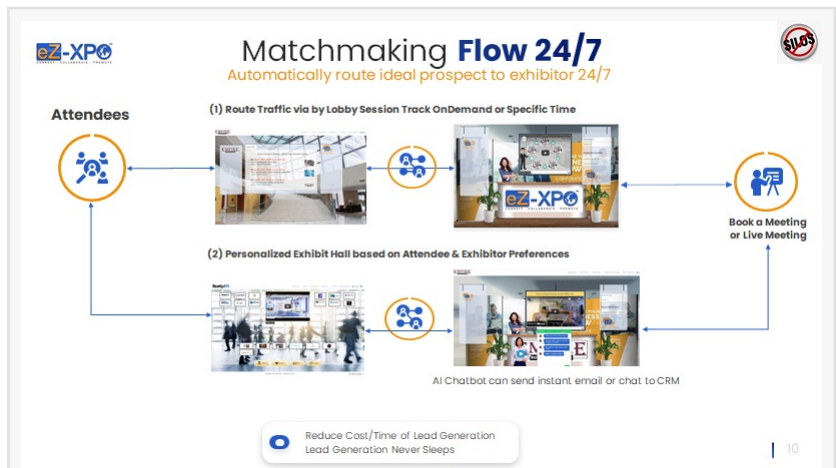 eZ-XPO
CONNECT · COLLABORATE · PROMOTE
Matchmaking Flow 24/7
SILOS
Automatically route ideal prospect to exhibitor 24/7
Attendees
(1) Route Traffic via by Lobby Session Track OnDemand or Specific Time
eZ-XPO
Book a Meeting
or Live Meeting
(2) Personalized Exhibit Hall based on Attendee & Exhibitor Preferences
AI Chatbot can send instant email or chat to CRM
Reduce Cost/Time of Lead Generation
Lead Generation Never Sleeps
10